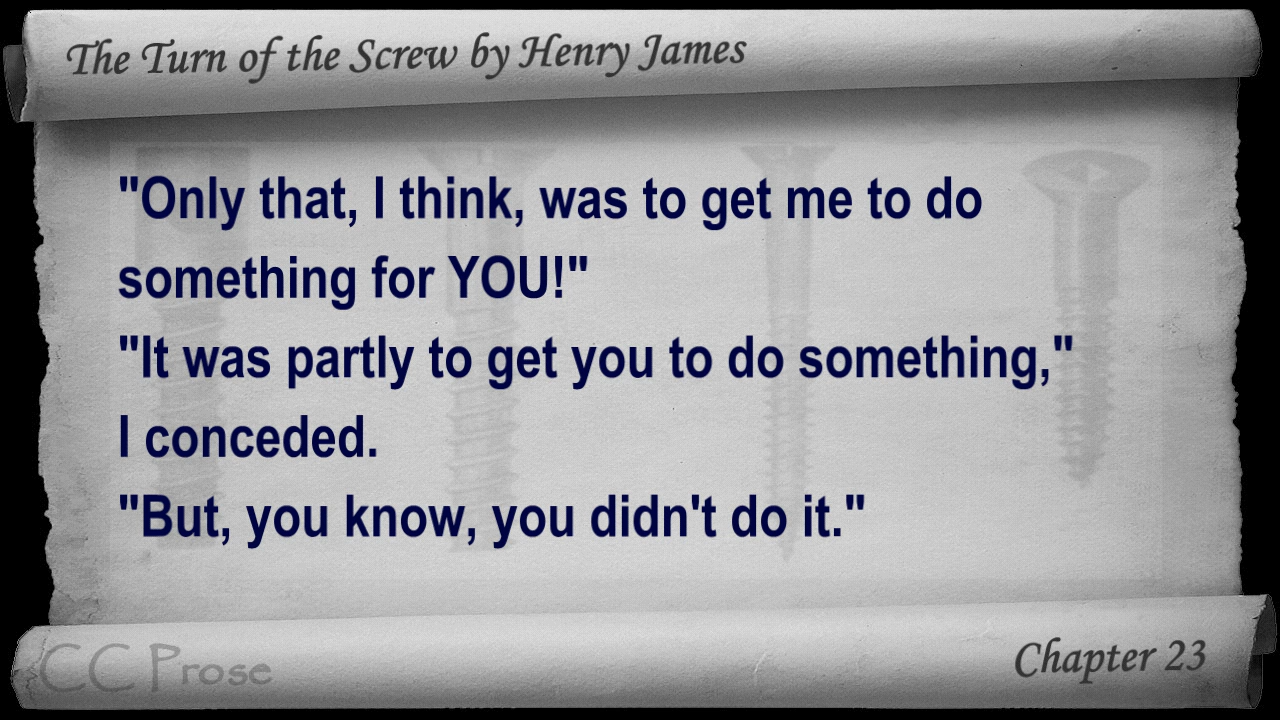 The Turn of the Screw by Henry James
"Only that, I think, was to get me to do
something for YOU!"
"It was partly to get you to do something,"
I conceded.
"But, you know, you didn't do it."
CC Prose
Chapter 23